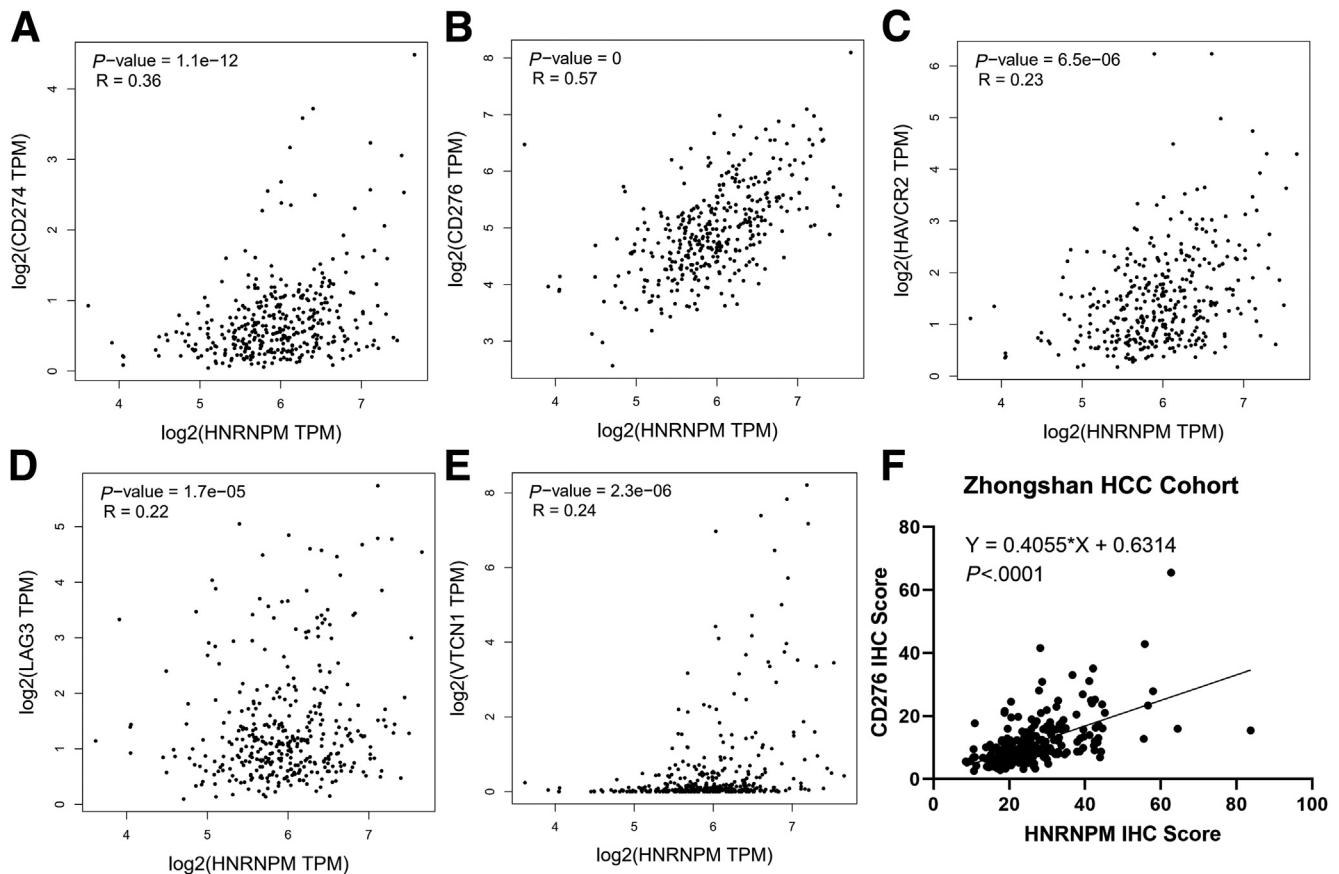 A
P−value = 1.1e−12
R = 0.36
4
3
2
1
0
log2(CD274 TPM)
4
5
6
7
log2(HNRNPM TPM)
B
P−value = 0
R = 0.57
8
7
6
5
4
3
log2(CD276 TPM)
4
5
6
7
log2(HNRNPM TPM)
C
P−value = 6.5e−06
R = 0.23
6
5
4
3
2
1
0
log2(HAVCR2 TPM)
4
5
6
7
log2(HNRNPM TPM)
D
P−value = 1.7e−05
R = 0.22
5
4
3
2
1
0
log2(LAG3 TPM)
4
5
6
7
log2(HNRNPM TPM)
E
P−value = 2.3e−06
R = 0.24
8
6
4
2
0
log2(VTCN1 TPM)
4
5
6
7
log2(HNRNPM TPM)
F
Zhongshan HCC Cohort
Y = 0.4055*X + 0.6314
P<.0001
80
60
40
20
0
CD276 IHC Score
0
20
40
60
80
100
HNRNPM IHC Score